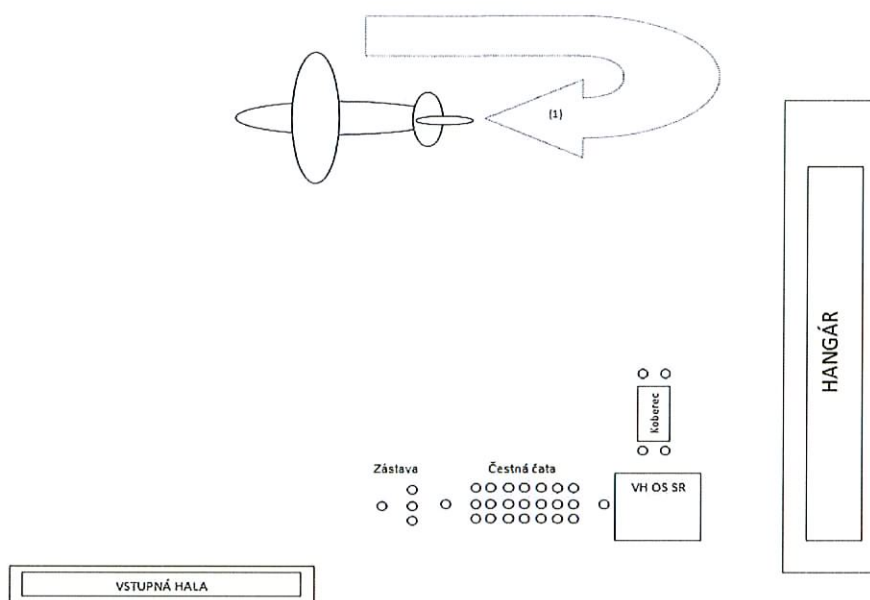 (1)
HANGÁR
Koberec
Zástava
Čestná čata
VH OS SR
VSTUPNÁ HALA